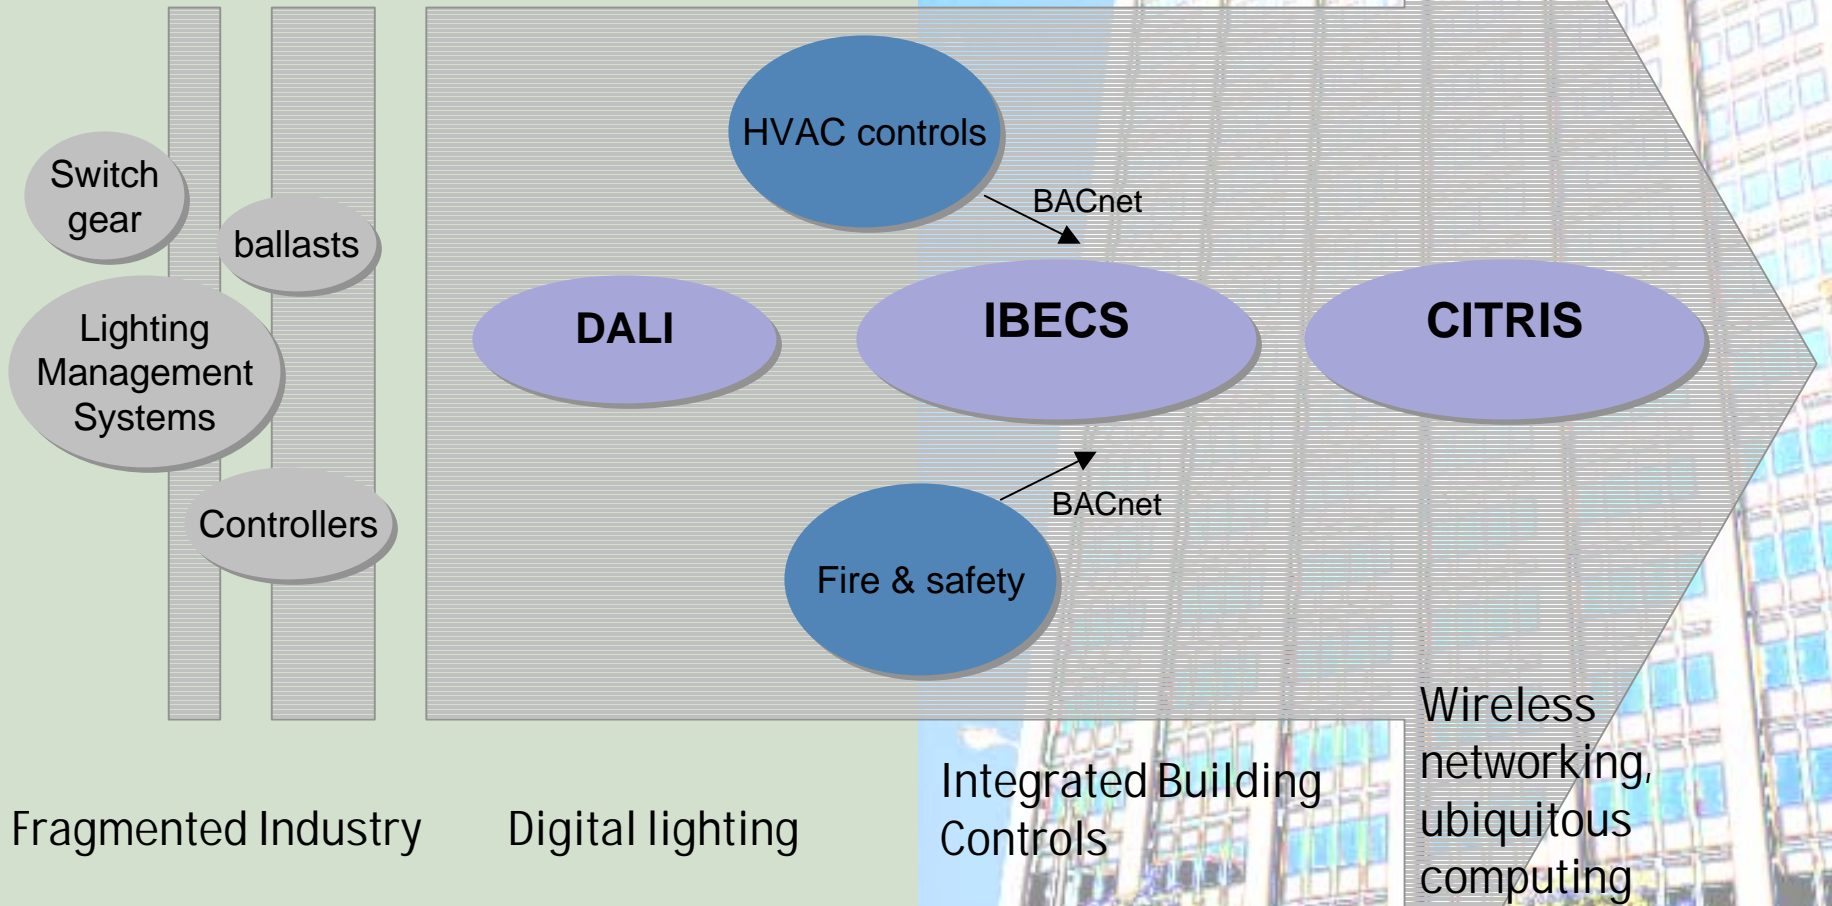 HVAC controls
BACnet
Switch
gear
ballasts
Lighting
Management
Systems
Controllers
DALI
IBECS
CITRIS
BACnet
Fire & safety
Fragmented Industry
Digital lighting
Integrated Building
Controls
Wireless
networking,
ubiquitous
computing